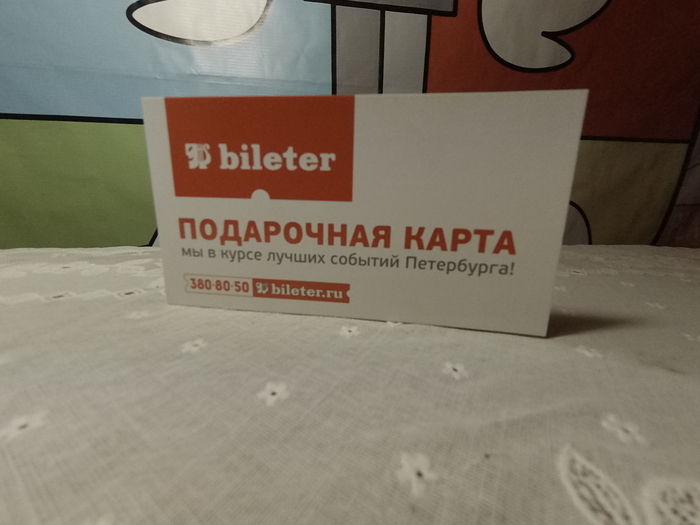 bileter
ПОДАРОЧНАЯ КАРТА
мы в курсе лучших событий Петербурга!
380-80-50 bileter.ru